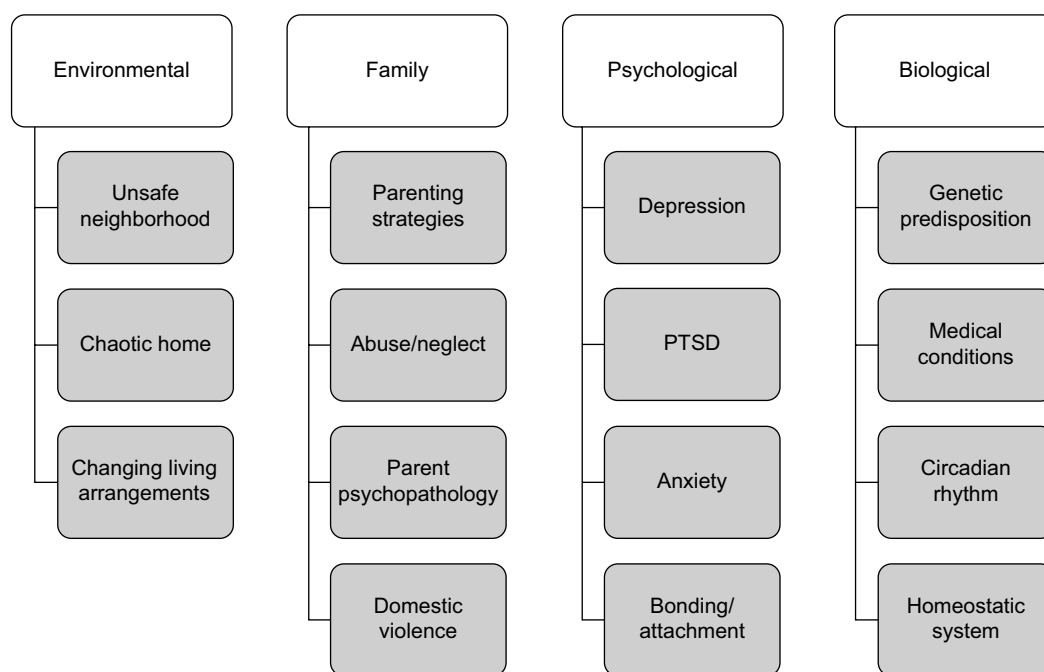 Environmental
Unsafe
neighborhood
Chaotic home
Changing living
arrangements
Family
Parenting
strategies
Abuse/neglect
Parent
psychopathology
Domestic
violence
Psychological
Depression
PTSD
Anxiety
Bonding/
attachment
Biological
Genetic
predisposition
Medical
conditions
Circadian
rhythm
Homeostatic
system